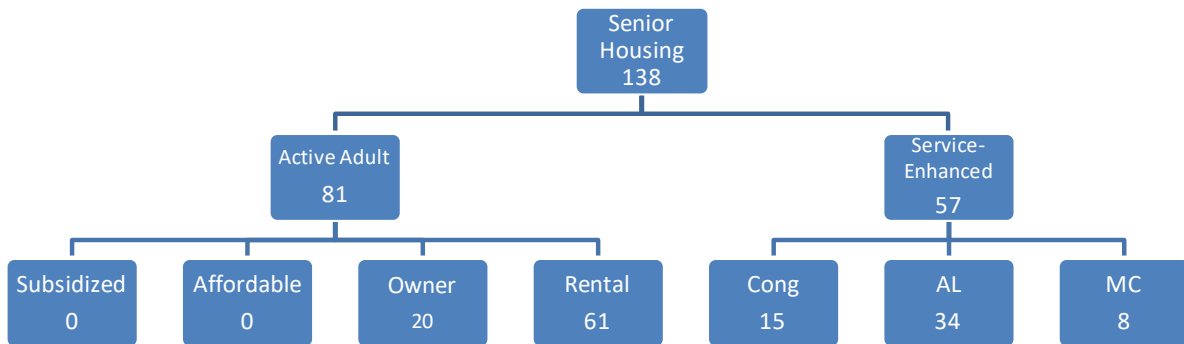 Senior
Housing
138
Active Adult
81
Service-
Enhanced
57
Subsidized
0
Affordable
0
Owner
20
Rental
61
Cong
15
AL
34
MC
8